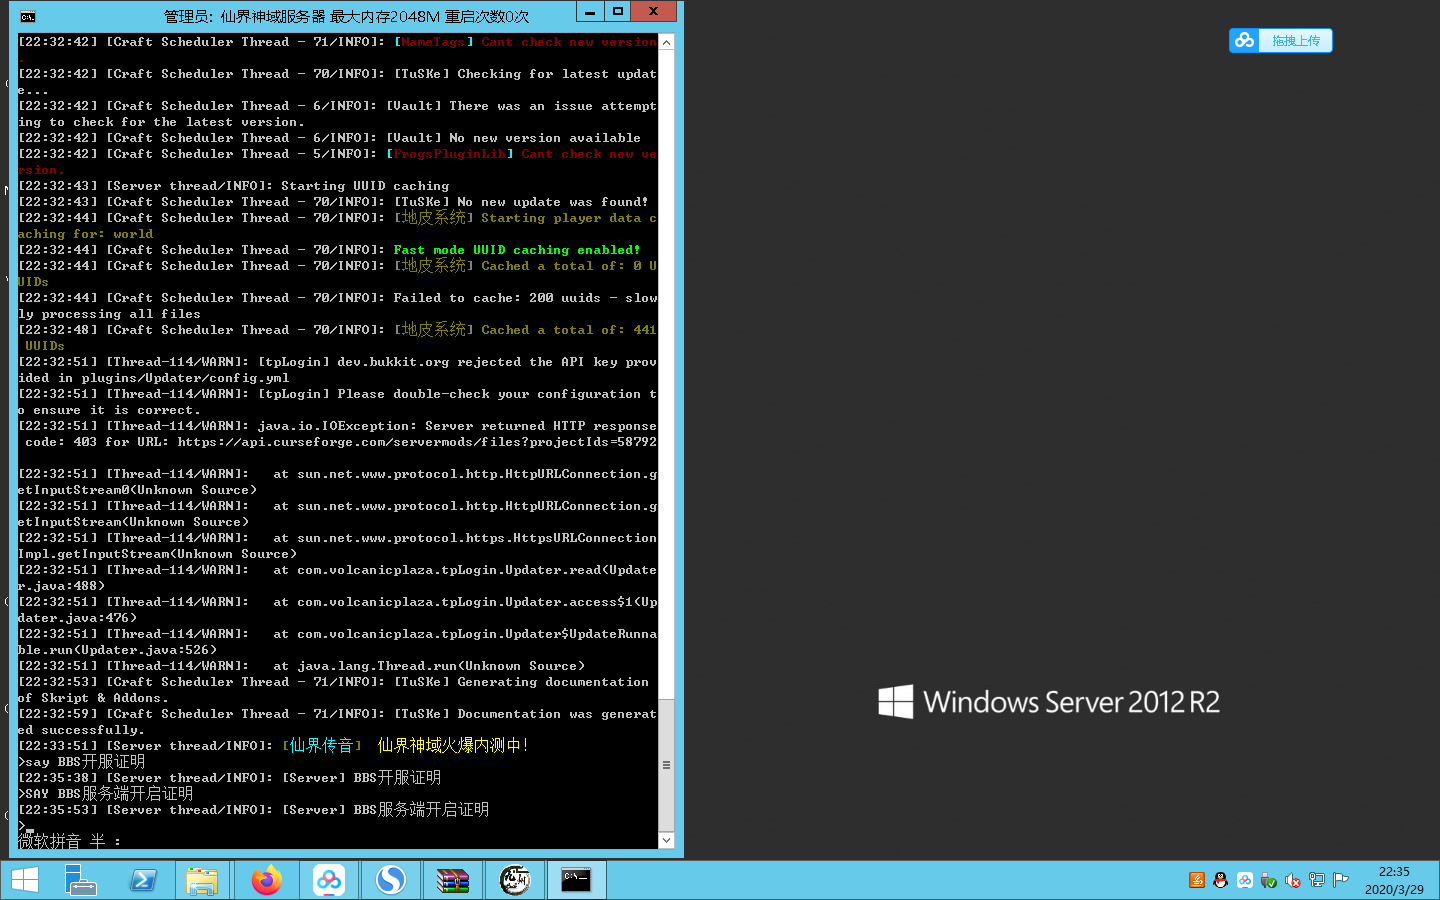 管理员: 仙界神域服务器 最大内存2048M 重启次数0次
[22:32:42] [Craft Scheduler Thread - 71/INFO]: [NameTags] Cant check new version
.
[22:32:42] [Craft Scheduler Thread - 70/INFO]: [TuSKe] Checking for latest updat
e...
[22:32:42] [Craft Scheduler Thread - 6/INFO]: [Vault] There was an issue attempt
ing to check for the latest version.
[22:32:42] [Craft Scheduler Thread - 6/INFO]: [Vault] No new version available
[22:32:42] [Craft Scheduler Thread - 5/INFO]: [FrogsPluginLib] Cant check new ve
rsion.
[22:32:43] [Server thread/INFO]: Starting UUID caching
[22:32:43] [Craft Scheduler Thread - 70/INFO]: [TuSKe] No new update was found!
[22:32:44] [Craft Scheduler Thread - 70/INFO]: [地皮系统] Starting player data c
aching for: world
[22:32:44] [Craft Scheduler Thread - 70/INFO]: Fast mode UUID caching enabled!
[22:32:44] [Craft Scheduler Thread - 70/INFO]: [地皮系统] Cached a total of: 0 U
UIDs
[22:32:44] [Craft Scheduler Thread - 70/INFO]: Failed to cache: 200 uuids - slow
ly processing all files
[22:32:48] [Craft Scheduler Thread - 70/INFO]: [地皮系统] Cached a total of: 441
UUIDs
[22:32:51] [Thread-114/WARN]: [tpLogin] dev.bukkit.org rejected the API key prov
ided in plugins/Updater/config.yml
[22:32:51] [Thread-114/WARN]: [tpLogin] Please double-check your configuration t
o ensure it is correct.
[22:32:51] [Thread-114/WARN]: java.io.IOException: Server returned HTTP response
code: 403 for URL: https://api.curseforge.com/servermods/files?projectIds=58792
[22:32:51] [Thread-114/WARN]:   at sun.net.www.protocol.http.HttpURLConnection.g
etInputStream0(Unknown Source)
[22:32:51] [Thread-114/WARN]:   at sun.net.www.protocol.http.HttpURLConnection.g
etInputStream(Unknown Source)
[22:32:51] [Thread-114/WARN]:   at sun.net.www.protocol.https.HttpsURLConnection
Impl.getInputStream(Unknown Source)
[22:32:51] [Thread-114/WARN]:   at com.volcanicplaza.tpLogin.Updater.read(Update
r.java:488)
[22:32:51] [Thread-114/WARN]:   at com.volcanicplaza.tpLogin.Updater.access$1(Up
dater.java:476)
[22:32:51] [Thread-114/WARN]:   at com.volcanicplaza.tpLogin.Updater$UpdateRunna
ble.run(Updater.java:526)
[22:32:51] [Thread-114/WARN]:   at java.lang.Thread.run(Unknown Source)
[22:32:53] [Craft Scheduler Thread - 71/INFO]: [TuSKe] Generating documentation
of Skript & Addons.
[22:32:59] [Craft Scheduler Thread - 71/INFO]: [TuSKe] Documentation was generat
ed successfully.
[22:33:51] [Server thread/INFO]: [仙界传音]  仙界神域火爆内测中!
>say BBS开服证明
[22:35:38] [Server thread/INFO]: [Server] BBS开服证明
>SAY BBS服务端开启证明
[22:35:53] [Server thread/INFO]: [Server] BBS服务端开启证明
>_
微软拼音 半 :
拖拽上传
Windows Server 2012 R2
22:35
2020/3/29